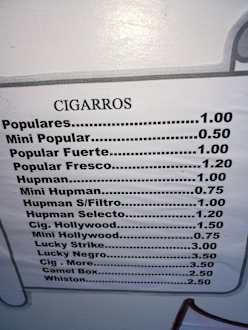 CIGARROS
Populares..............................1.00
Mini Popular.........................0.50
Popular Fuerte.....................1.00
Popular Fresco.....................1.20
Hupman................................1.00
Mini Hupman.......................0.75
Hupman S/Filtro..................1.00
Hupman Selecto..................1.20
Cig. Hollywood....................1.50
Mini Hollywood...................0.75
Lucky Strike........................3.00
Lucky Negro........................3.50
Cig . More............................3.50
Camel Box...........................2.50
Whiston................................2.50